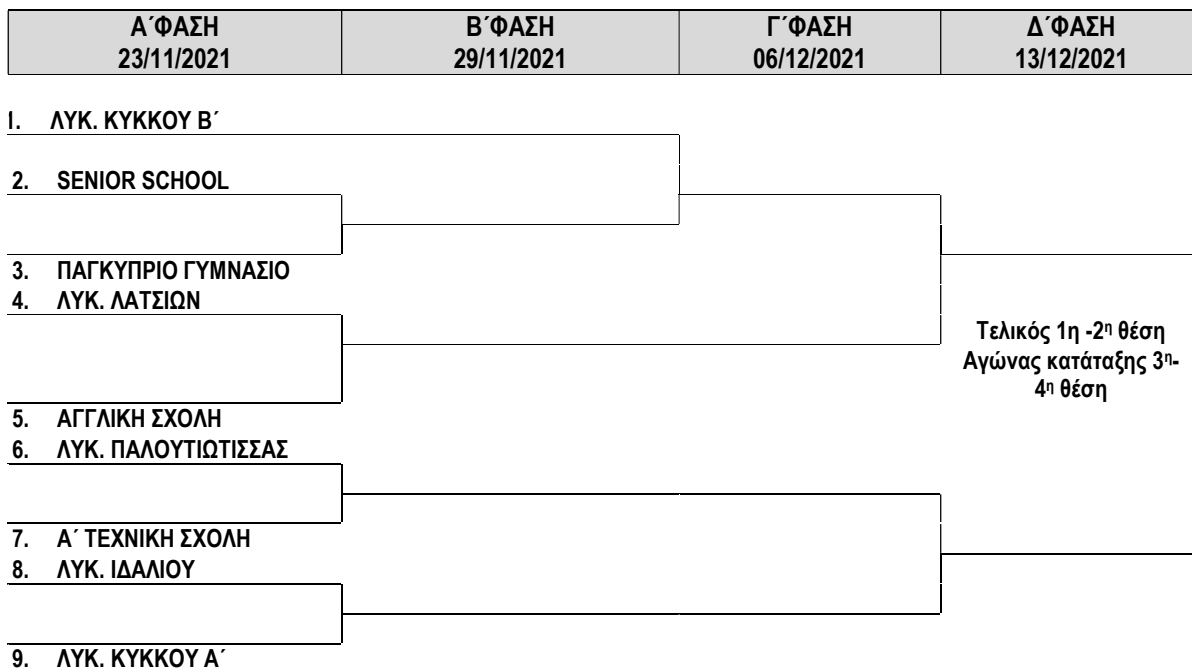 Α΄ΦΑΣΗ Β΄ΦΑΣΗ Γ΄ΦΑΣΗ Δ΄ΦΑΣΗ
23/11/2021 29/11/2021 06/12/2021 13/12/2021
1. ΛΥΚ. ΚΥΚΚΟΥ Β΄
2. SENIOR SCHOOL
3. ΠΑΓΚΥΠΡΙΟ ΓΥΜΝΑΣΙΟ
4. ΛΥΚ. ΛΑΤΣΙΩΝ
Τελικός 1η -2η θέση
Αγώνας κατάταξης 3η-
4η θέση
5. ΑΓΓΛΙΚΗ ΣΧΟΛΗ
6. ΛΥΚ. ΠΑΛΟΥΤΙΩΤΙΣΣΑΣ
7. Α΄ ΤΕΧΝΙΚΗ ΣΧΟΛΗ
8. ΛΥΚ. ΙΔΑΛΙΟΥ
9. ΛΥΚ. ΚΥΚΚΟΥ Α΄